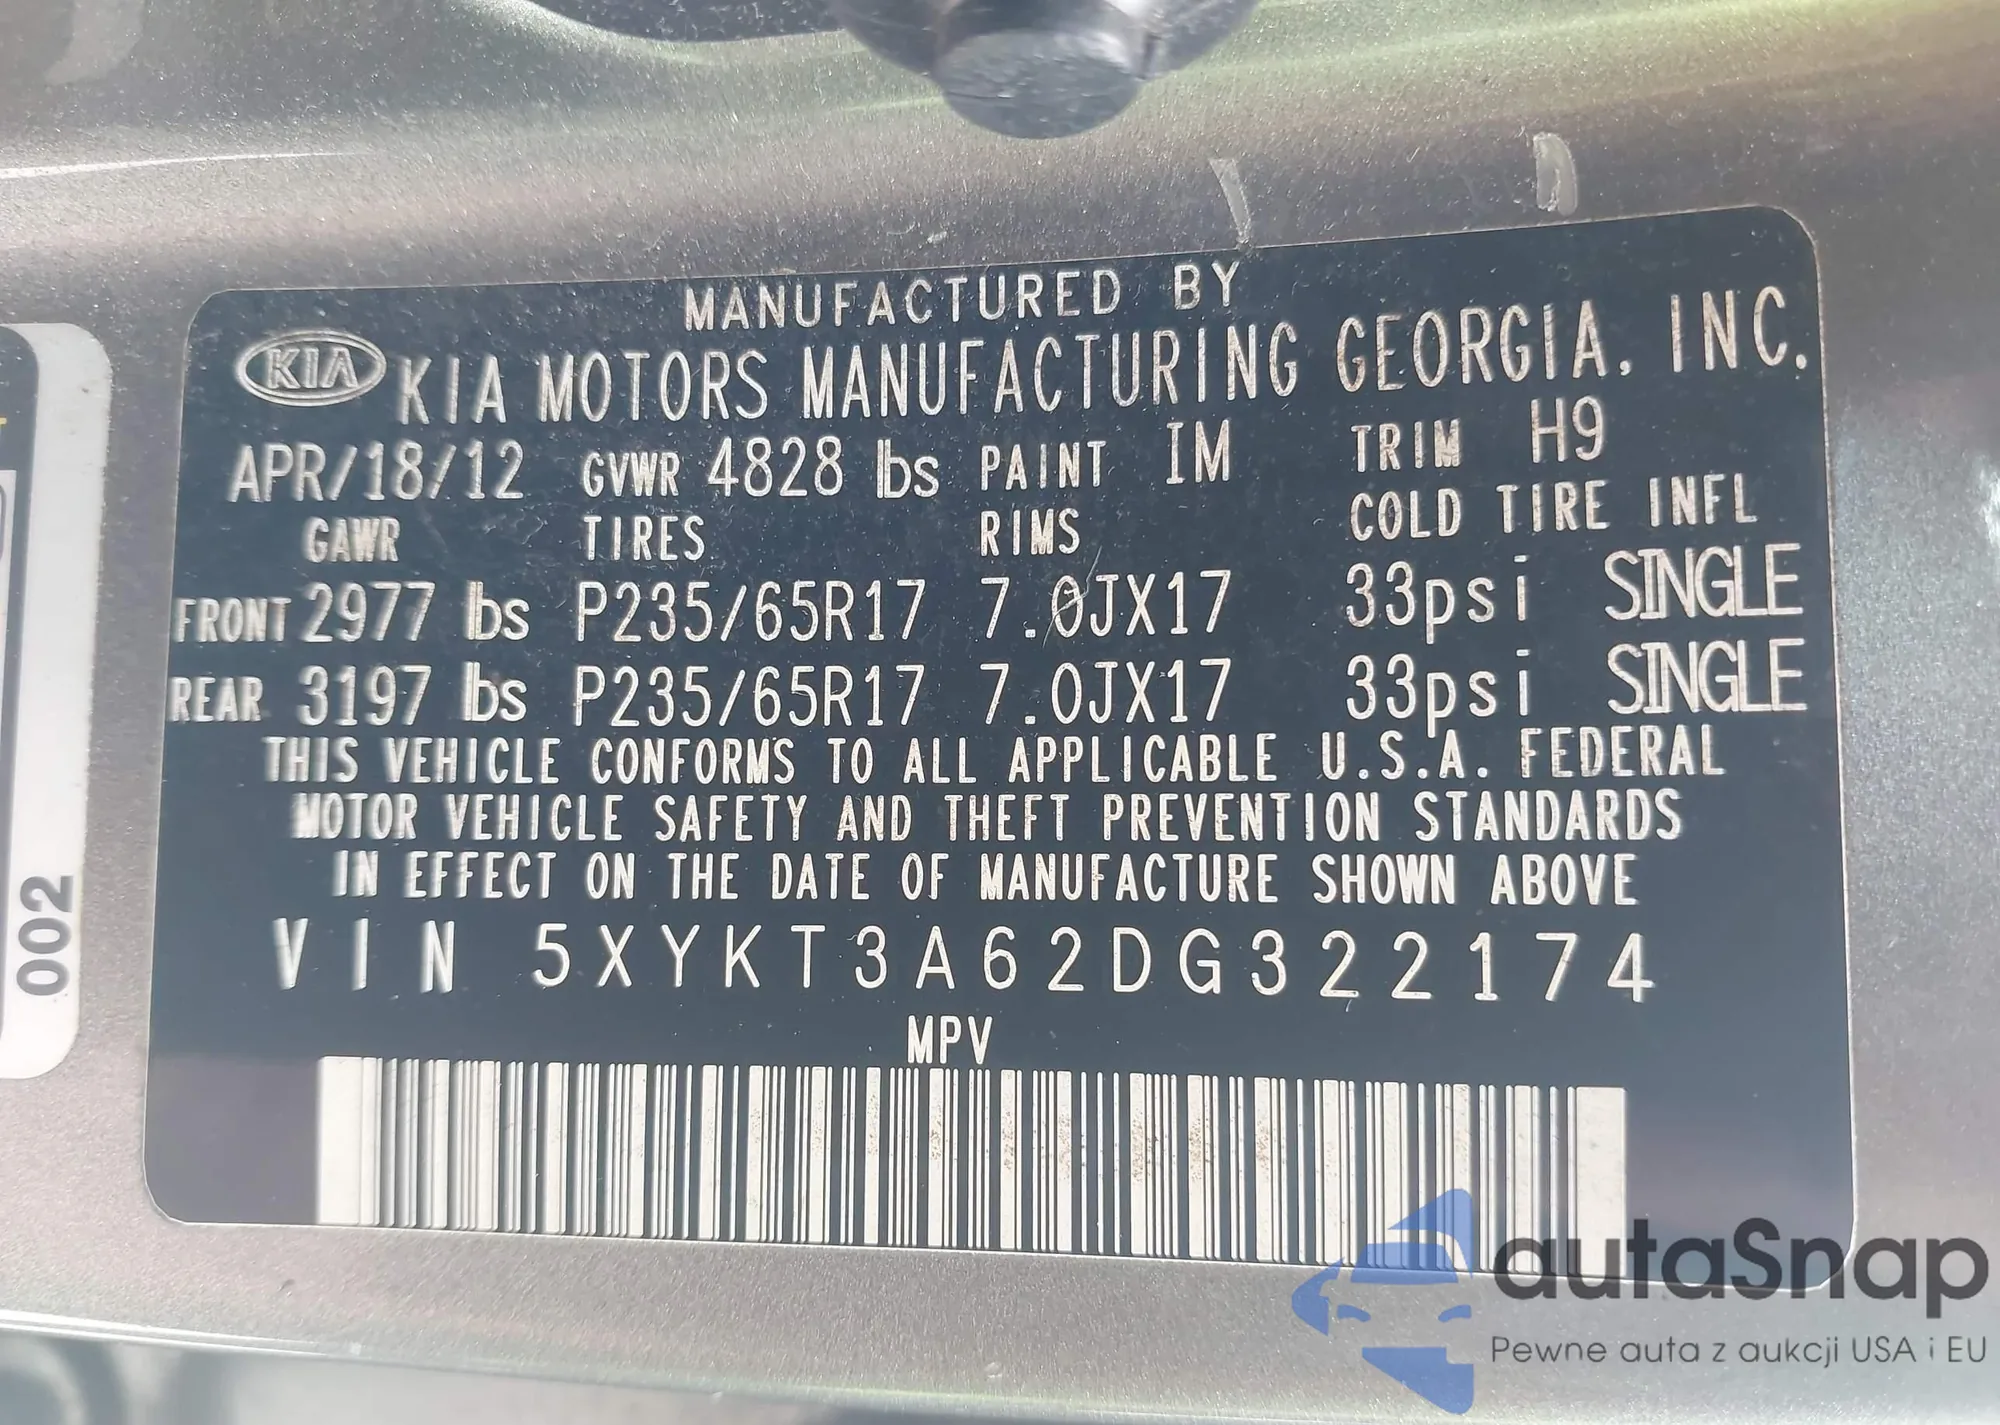 MANUFACTURED BY
KIA KIA MOTORS MANUFACTURING GEORGIA, INC.
APR/18/12 GVWR 4828 lbs PAINT IM TRIM H9
GAWR TIRES RIMS COLD TIRE INFL
FRONT 2977 lbs P235/65R17 7.0JX17 33psi SINGLE
REAR 3197 lbs P235/65R17 7.0JX17 33psi SINGLE
THIS VEHICLE CONFORMS TO ALL APPLICABLE U.S.A. FEDERAL
MOTOR VEHICLE SAFETY AND THEFT PREVENTION STANDARDS
IN EFFECT ON THE DATE OF MANUFACTURE SHOWN ABOVE
VIN 5XYKT3A62DG322174
MPV
002
autaSnap
Pewne auta z aukcji USA i EU